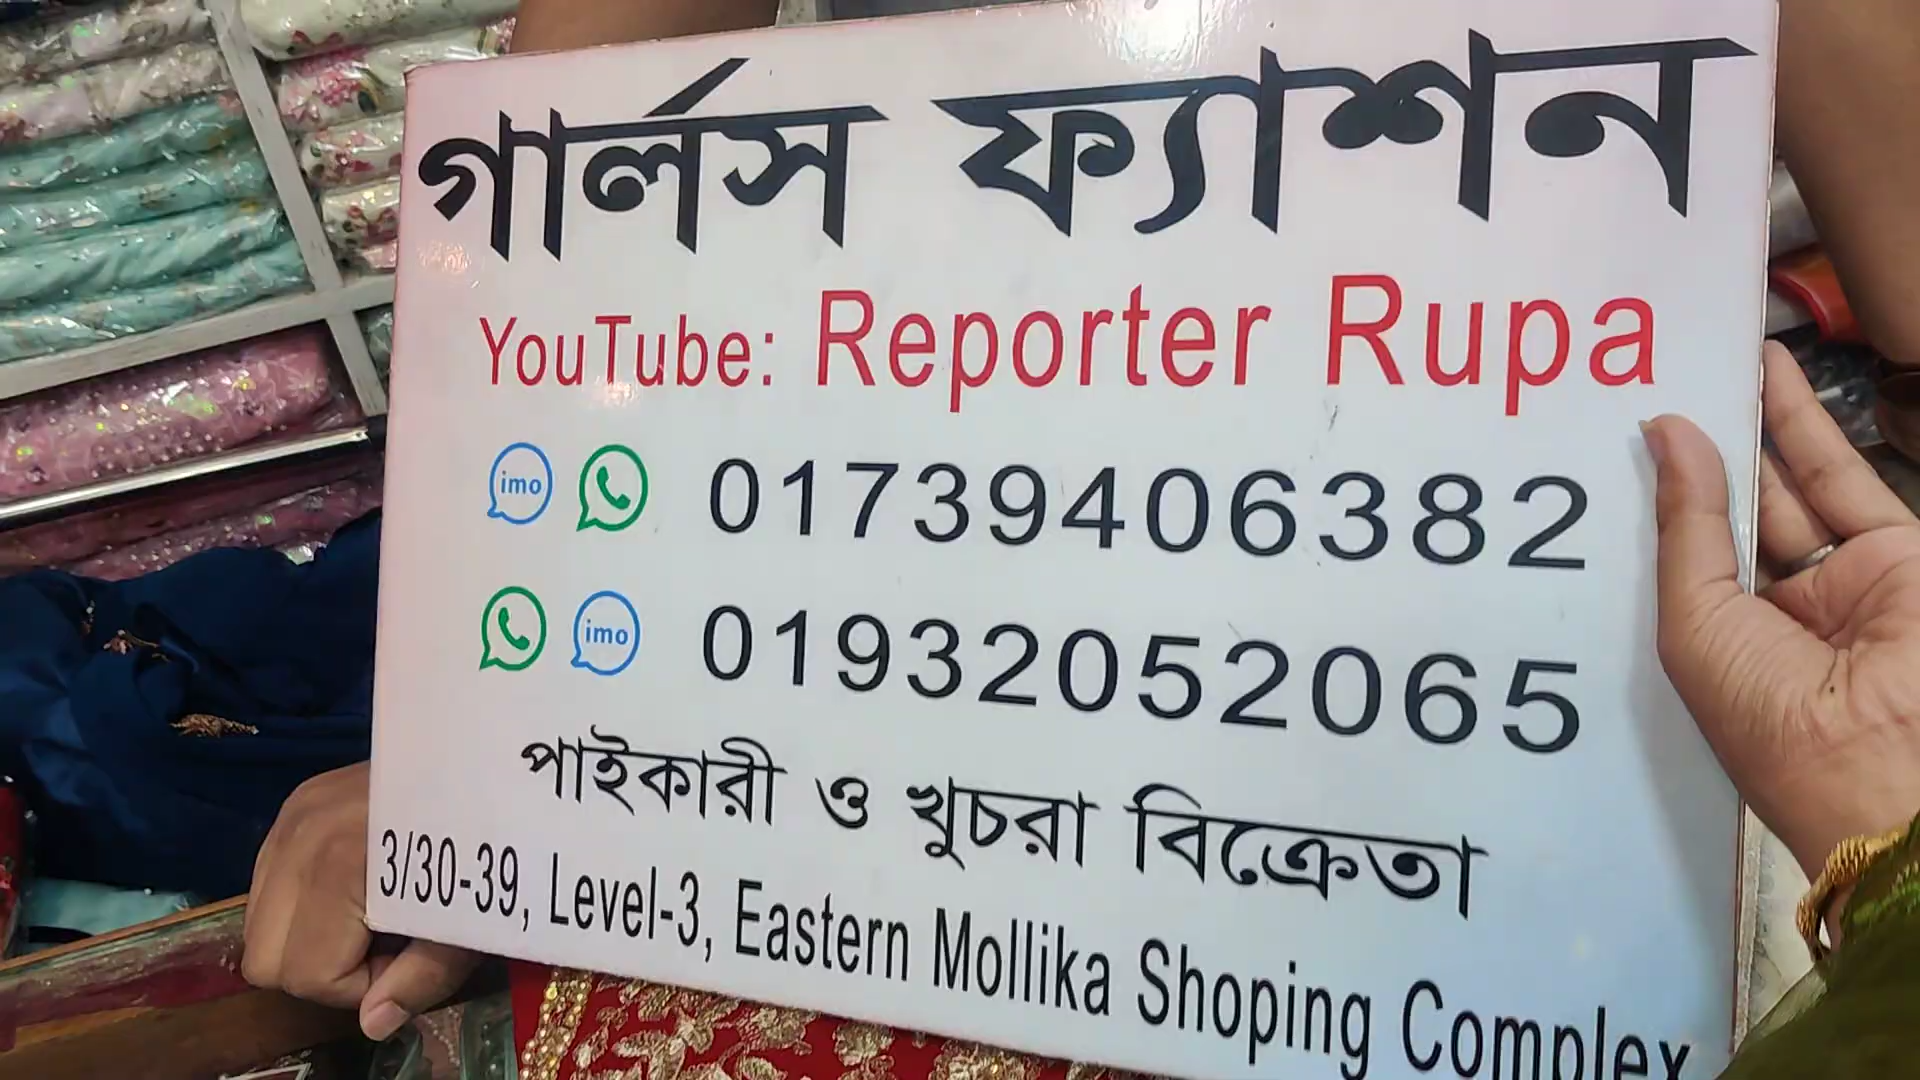 গার্লস ফ্যাশন
YouTube: Reporter Rupa
imo 01739406382
imo 01932052065
পাইকারী ও খুচরা বিক্রেতা
3/30-39, Level-3, Eastern Mollika Shoping Complex